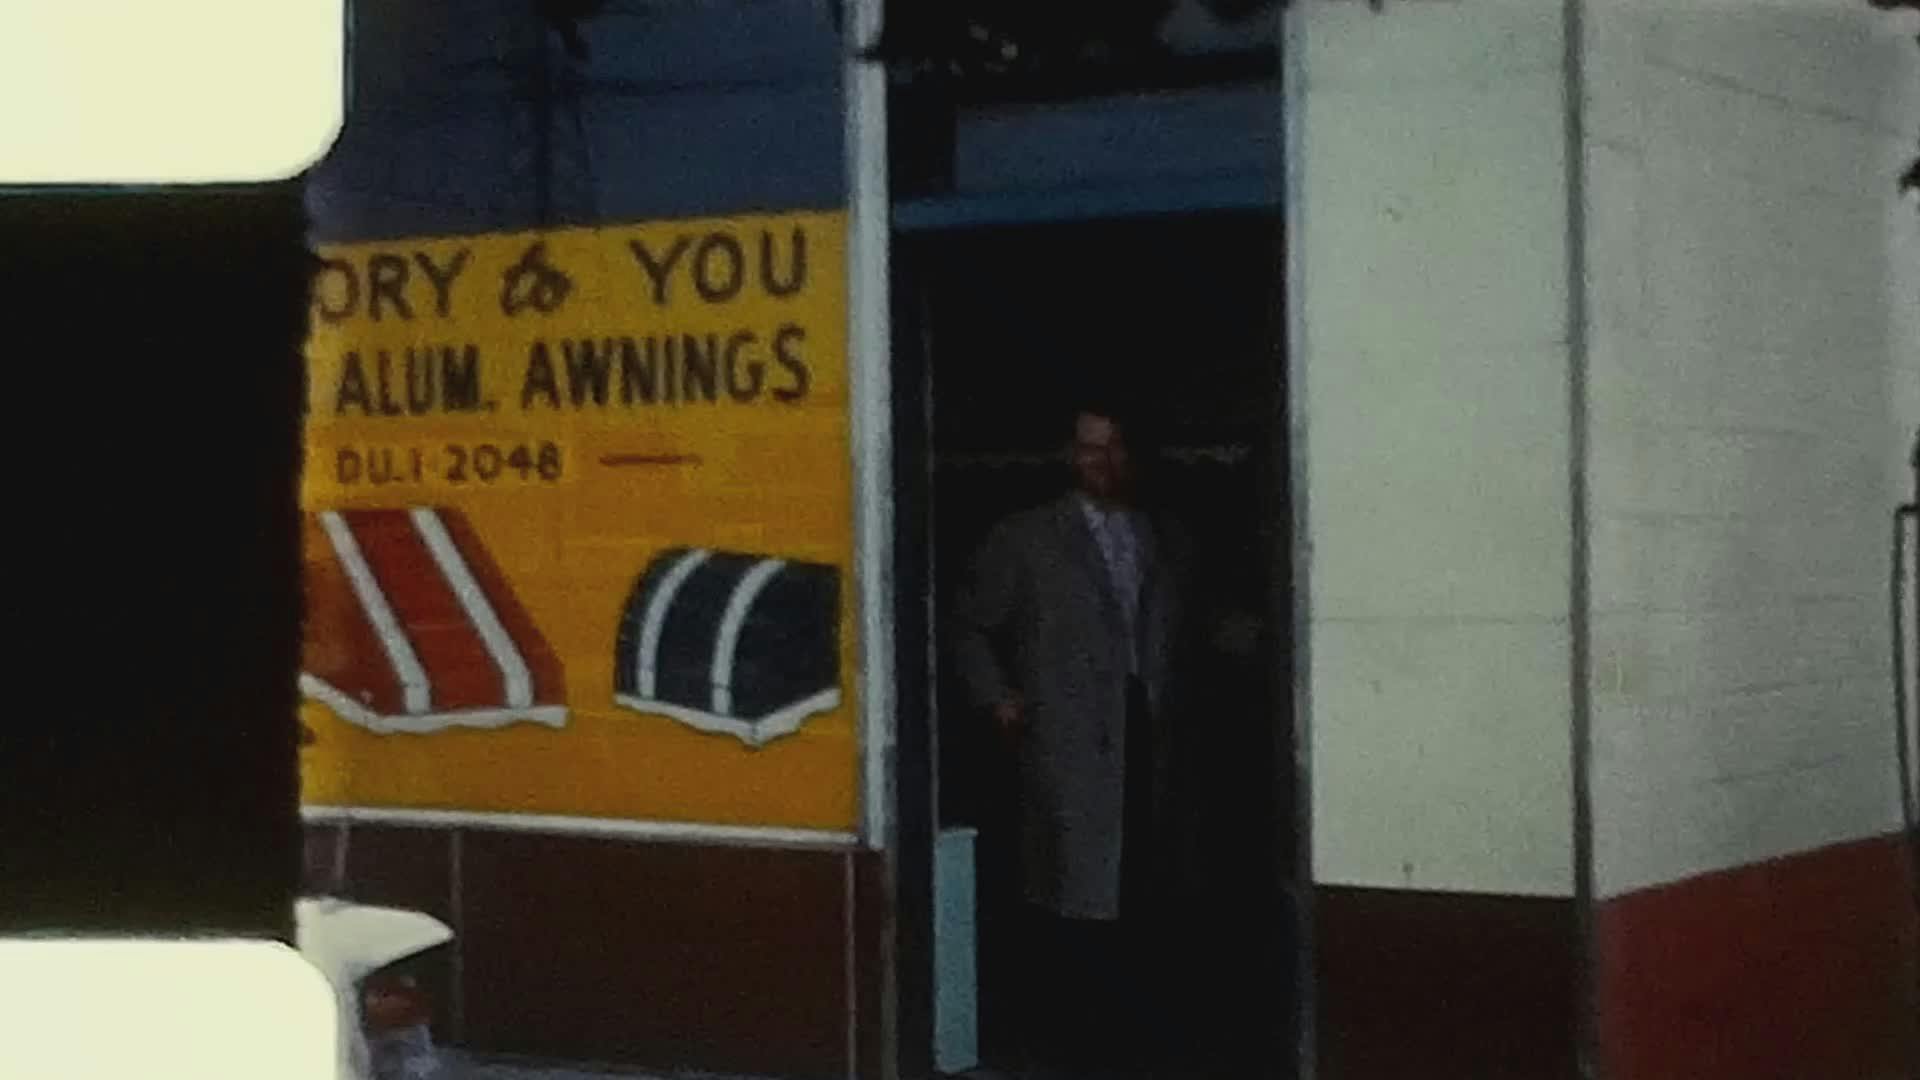 ORY to YOU
ALUM. AWNINGS
DU.1-2048